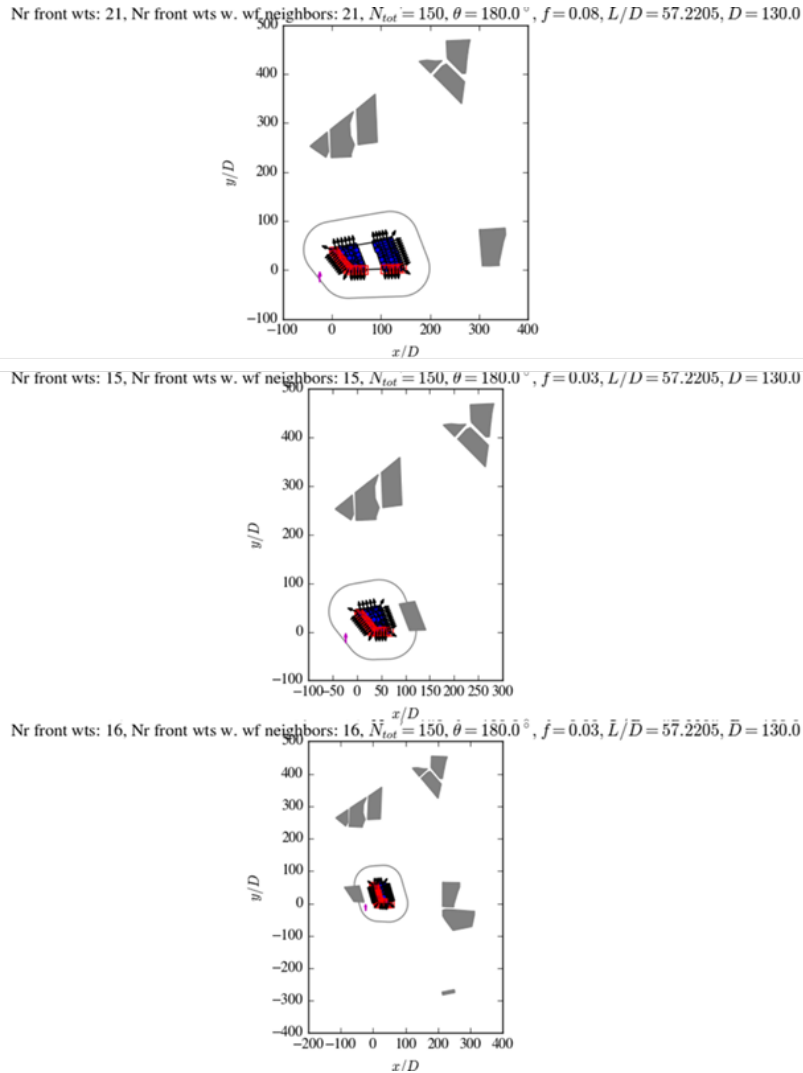 Nr front wts: 21, Nr front wts w. wf neighbors: 21, N_tot = 150, θ = 180.0°, f = 0.08, L/D = 57.2205, D = 130.0
500
400
300
200
100
0
−100
y/D
−100 0 100 200 300 400
x/D
Nr front wts: 15, Nr front wts w. wf neighbors: 15, N_tot = 150, θ = 180.0°, f = 0.03, L/D = 57.2205, D = 130.0
500
400
300
200
100
0
−100
y/D
−100−50 0 50 100 150 200 250 300
x/D
Nr front wts: 16, Nr front wts w. wf neighbors: 16, N_tot = 150, θ = 180.0°, f = 0.03, L/D = 57.2205, D = 130.0
500
400
300
200
100
0
−100
−200
−300
−400
y/D
−200−100 0 100 200 300 400
x/D